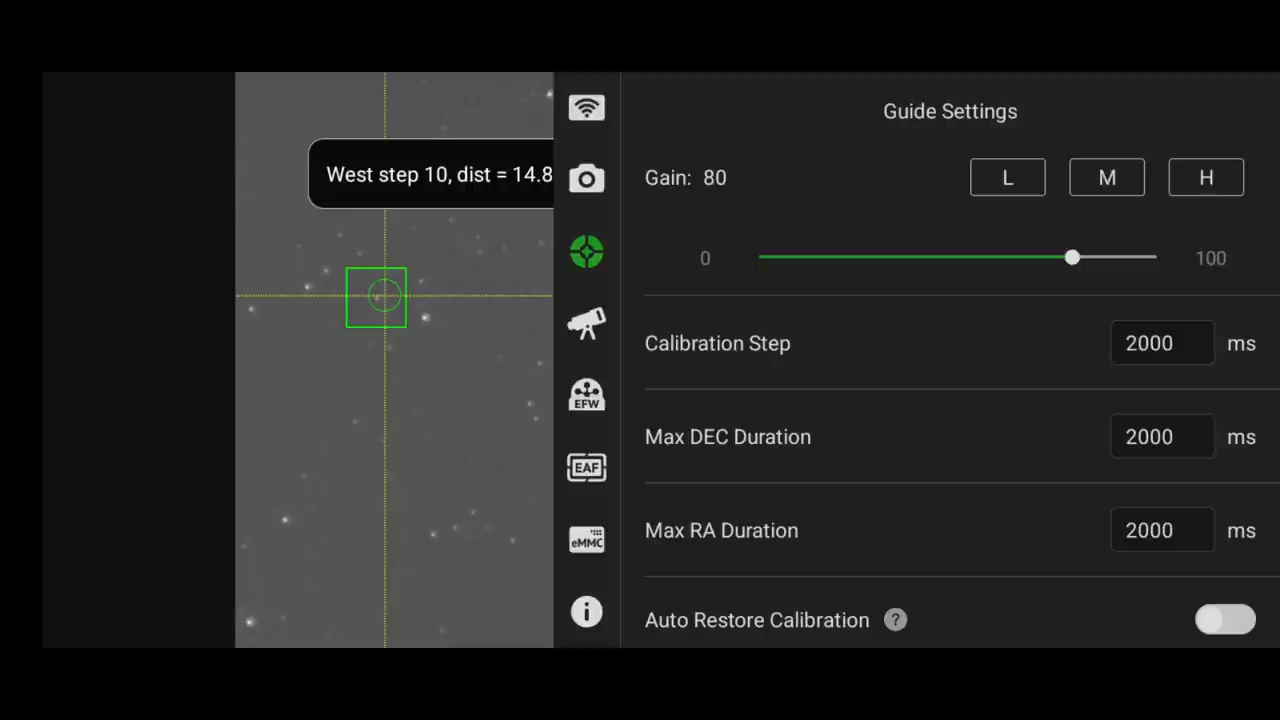 Guide Settings
West step 10, dist = 14.8
Gain: 80
L
M
H
0
100
Calibration Step
2000 ms
EFW
Max DEC Duration
2000 ms
EAF
Max RA Duration
2000 ms
eMMC
Auto Restore Calibration ?